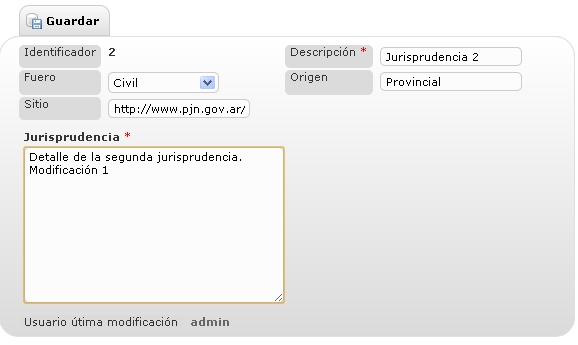 Guardar
Identificador 2 Descripción * Jurisprudencia 2
Fuero Civil Origen Provincial
Sitio http://www.pjn.gov.ar/
Jurisprudencia *
Detalle de la segunda jurisprudencia.
Modificación 1
Usuario útima modificación admin